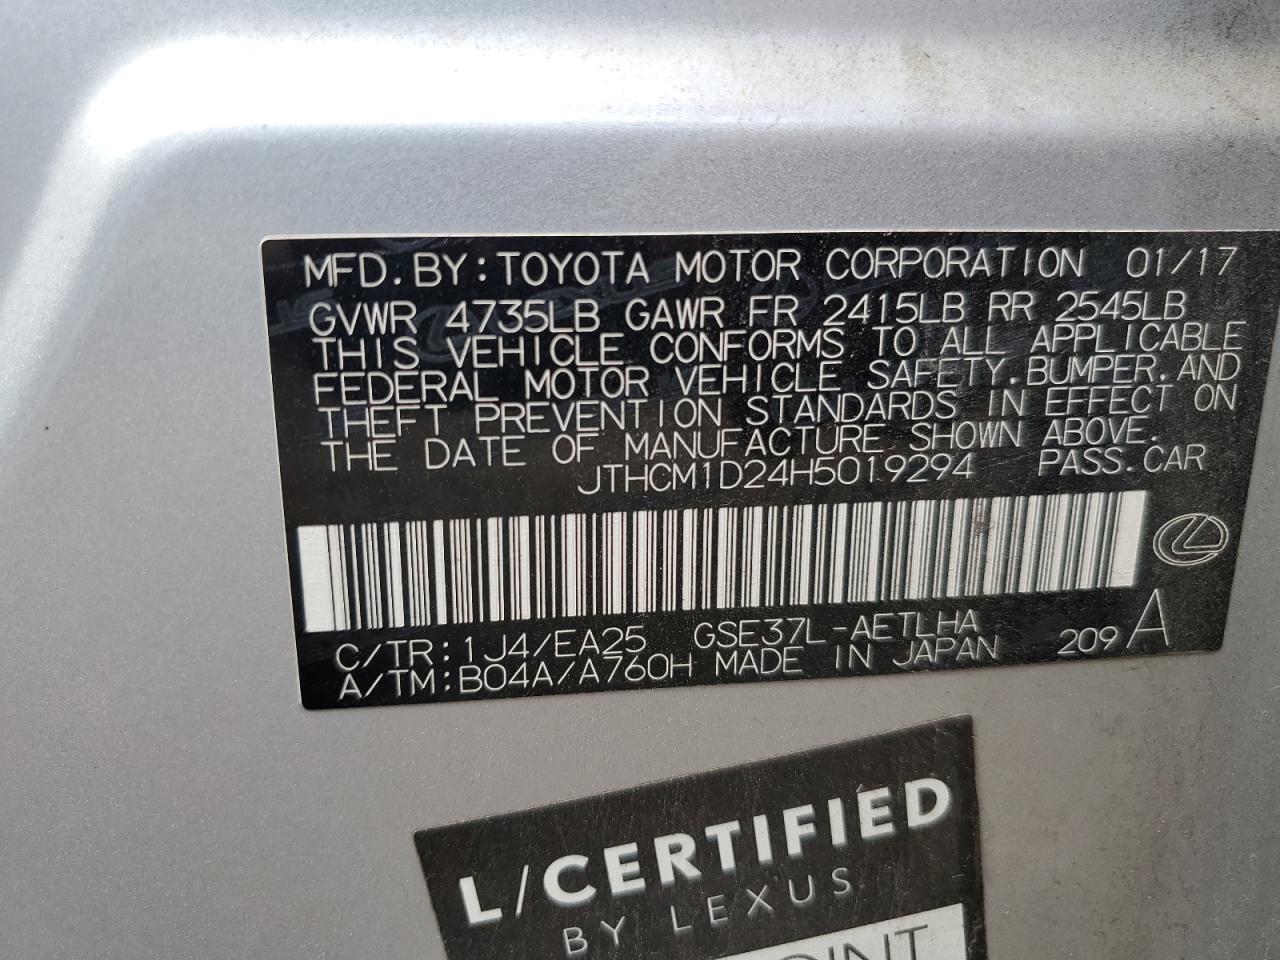 MFD. BY: TOYOTA MOTOR CORPORATION 01/17
GVWR 4735LB GAWR FR 2415LB RR 2545LB
THIS VEHICLE CONFORMS TO ALL APPLICABLE
FEDERAL MOTOR VEHICLE SAFETY, BUMPER, AND
THEFT PREVENTION STANDARDS IN EFFECT ON
THE DATE OF MANUFACTURE SHOWN ABOVE.
JTHCM1D24H5019294 PASS. CAR
C/TR: 1J4/EA25 GSE37L-AETLHA
A/TM: B04A/A760H MADE IN JAPAN 209 A
L/CERTIFIED
BY LEXUS